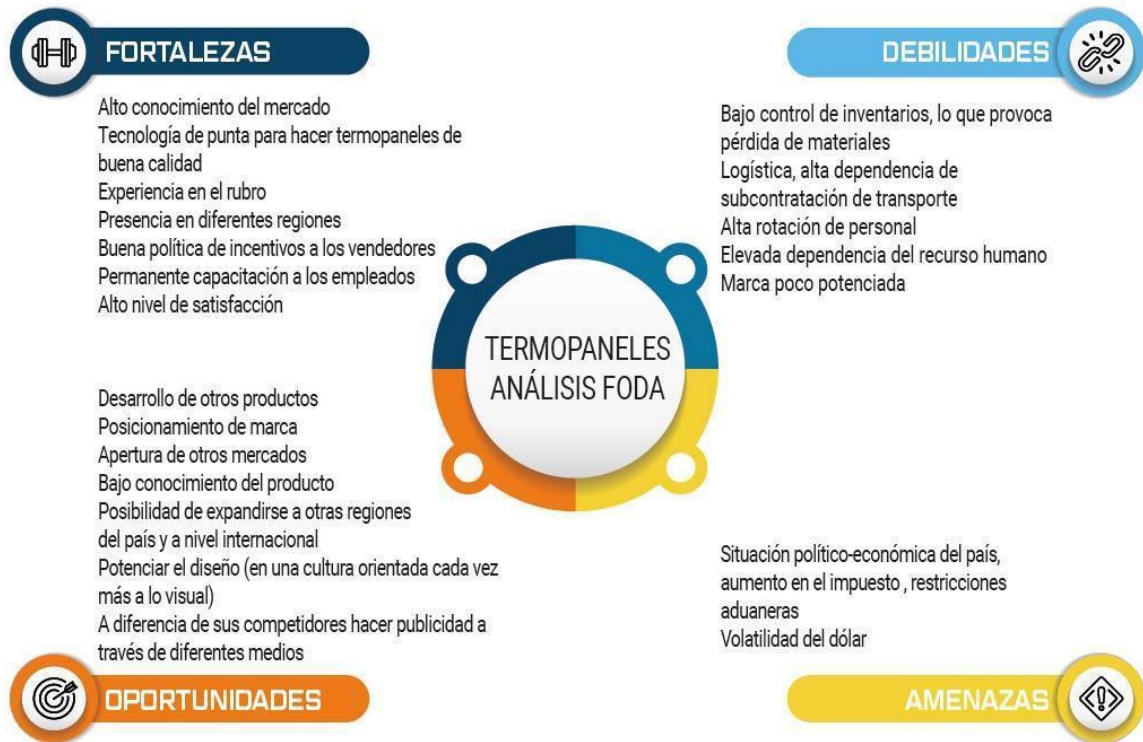 FORTALEZAS
Alto conocimiento del mercado
Tecnología de punta para hacer termopaneles de
buena calidad
Experiencia en el rubro
Presencia en diferentes regiones
Buena política de incentivos a los vendedores
Permanente capacitación a los empleados
Alto nivel de satisfacción
DEBILIDADES
Bajo control de inventarios, lo que provoca
pérdida de materiales
Logística, alta dependencia de
subcontratación de transporte
Alta rotación de personal
Elevada dependencia del recurso humano
Marca poco potenciada
TERMOPANELES
ANÁLISIS FODA
Desarrollo de otros productos
Posicionamiento de marca
Apertura de otros mercados
Bajo conocimiento del producto
Posibilidad de expandirse a otras regiones
del país y a nivel internacional
Potenciar el diseño (en una cultura orientada cada vez
más a lo visual)
A diferencia de sus competidores hacer publicidad a
través de diferentes medios
OPORTUNIDADES
Situación político-económica del país,
aumento en el impuesto , restricciones
aduaneras
Volatilidad del dólar
AMENAZAS